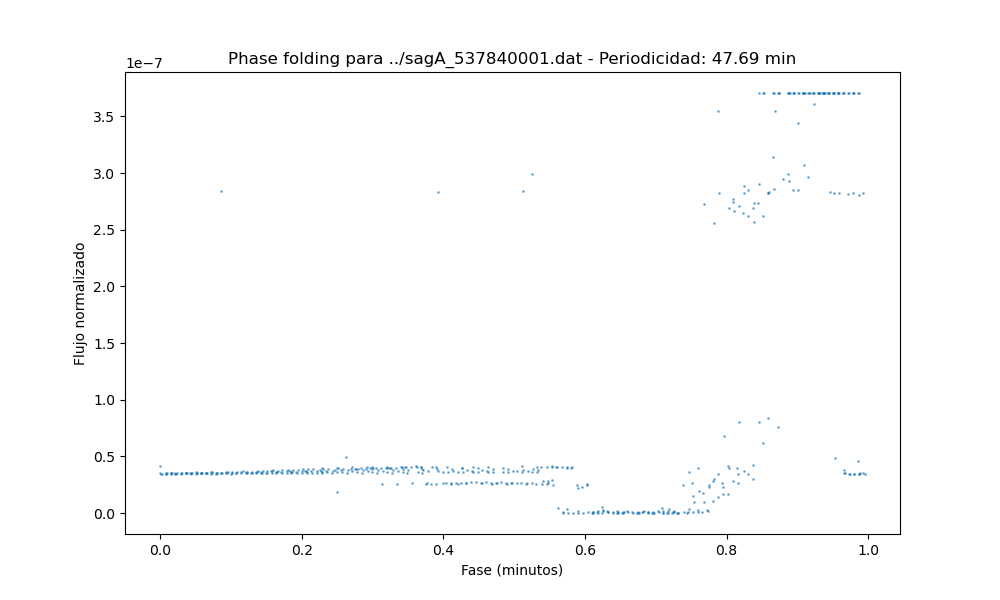 Phase folding para ../sagA_537840001.dat - Periodicidad: 47.69 min
1e−7
3.5
3.0
2.5
2.0
1.5
1.0
0.5
0.0
Flujo normalizado
0.0 0.2 0.4 0.6 0.8 1.0
Fase (minutos)